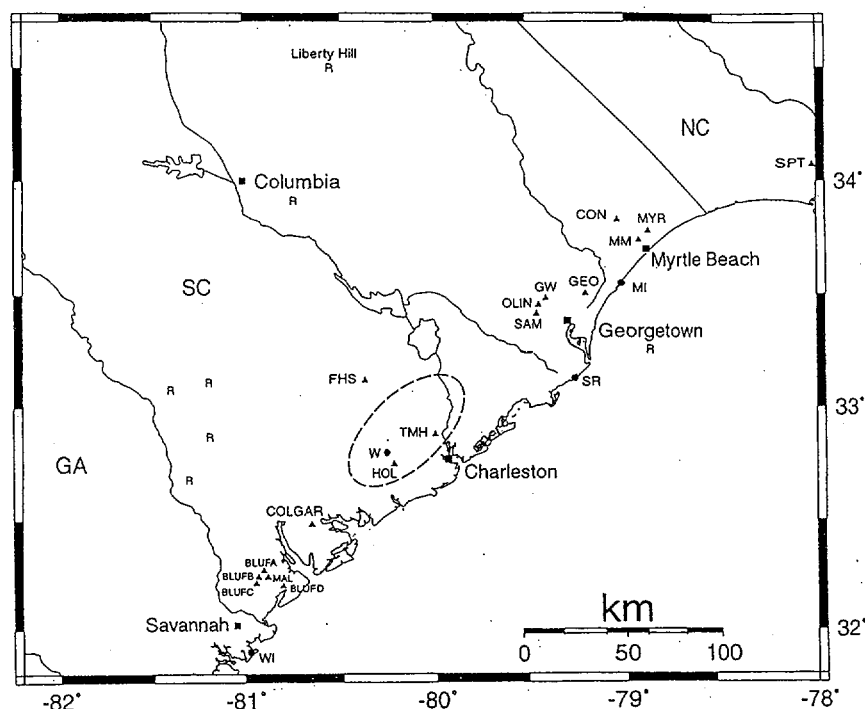 Liberty Hill
R
NC
SPT
34°
Columbia
R
CON
MYR
MM
Myrtle Beach
SC
GEO
MI
GW
OLIN
SAM
Georgetown
R
FHS
SR
R
R
33°
TMH
R
W
HOL
Charleston
GA
R
COLGAR
BLUFA
BLUFB
MAL
BLUFC
BLUFD
km
Savannah
32°
WI
0 50 100
-82° -81° -80° -79° -78°